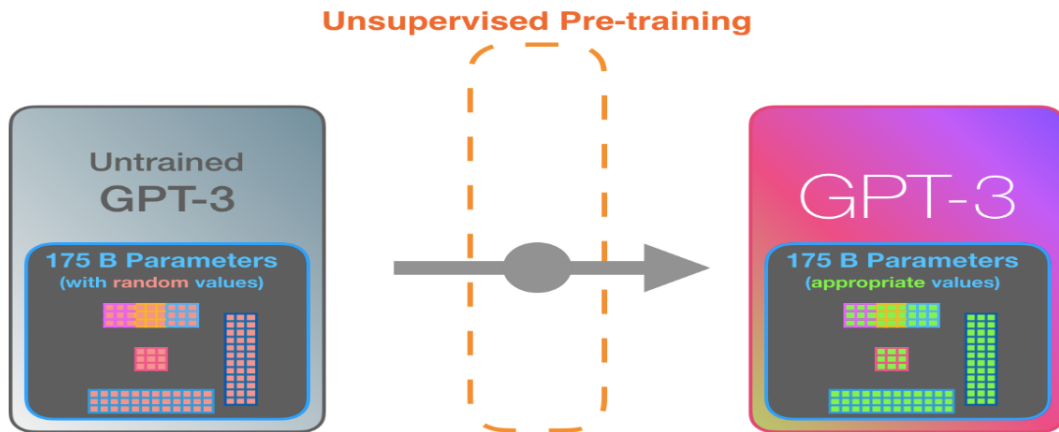 Unsupervised Pre-training
Untrained
GPT-3
175 B Parameters
(with random values)
GPT-3
175 B Parameters
(appropriate values)